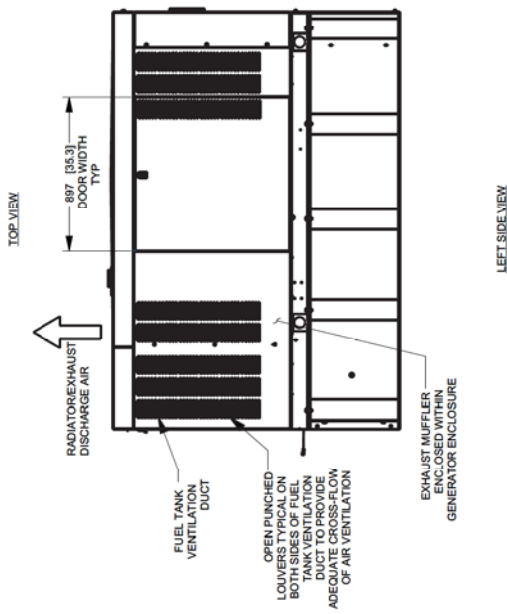 TOP VIEW
897 [35.3]
DOOR WIDTH
TYP
RADIATOR/EXHAUST
DISCHARGE AIR
FUEL TANK
VENTILATION
DUCT
OPEN PUNCHED
LOUVERS TYPICAL ON
BOTH SIDES OF FUEL
TANK VENTILATION
DUCT TO PROVIDE
ADEQUATE CROSS-FLOW
OF AIR VENTILATION
EXHAUST MUFFLER
ENCLOSED WITHIN
GENERATOR ENCLOSURE
LEFT SIDE VIEW